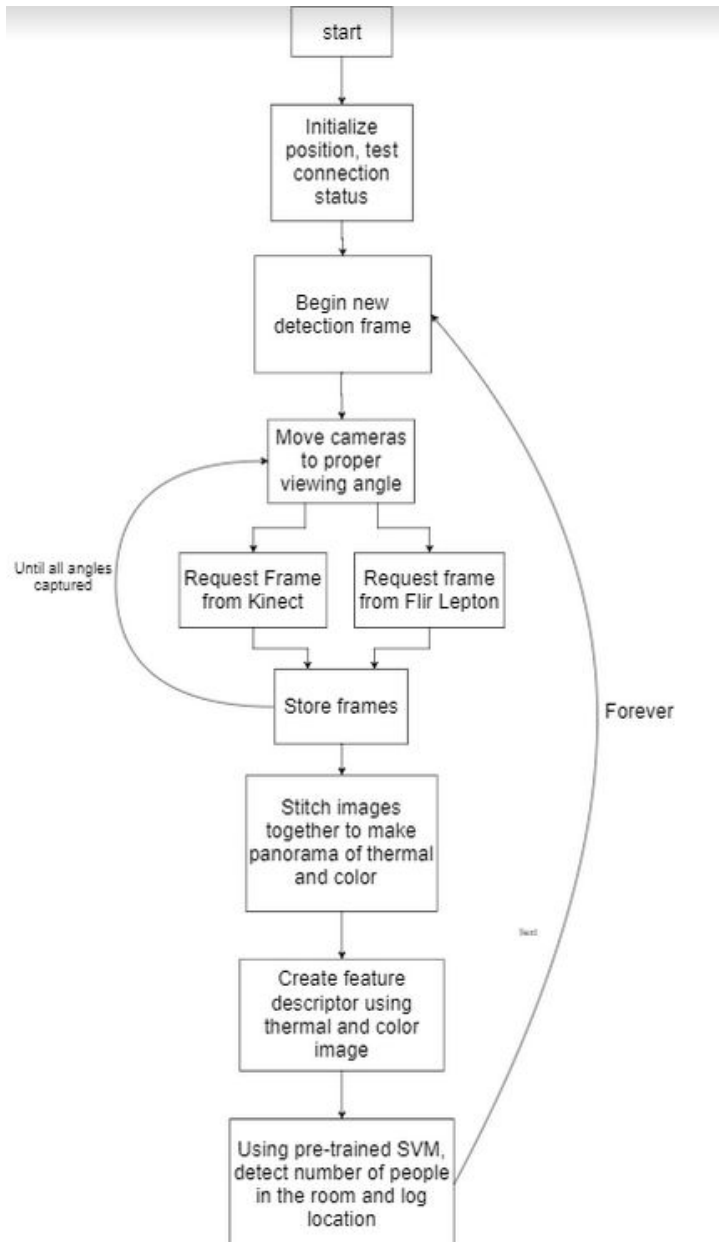 start
Initialize
position, test
connection
status
Begin new
detection frame
Move cameras
to proper
viewing angle
Until all angles
captured
Request Frame
from Kinect
Request frame
from Flir Lepton
Store frames
Forever
Stitch images
together to make
panorama of thermal
and color
Text
Create feature
descriptor using
thermal and color
image
Using pre-trained SVM,
detect number of people
in the room and log
location